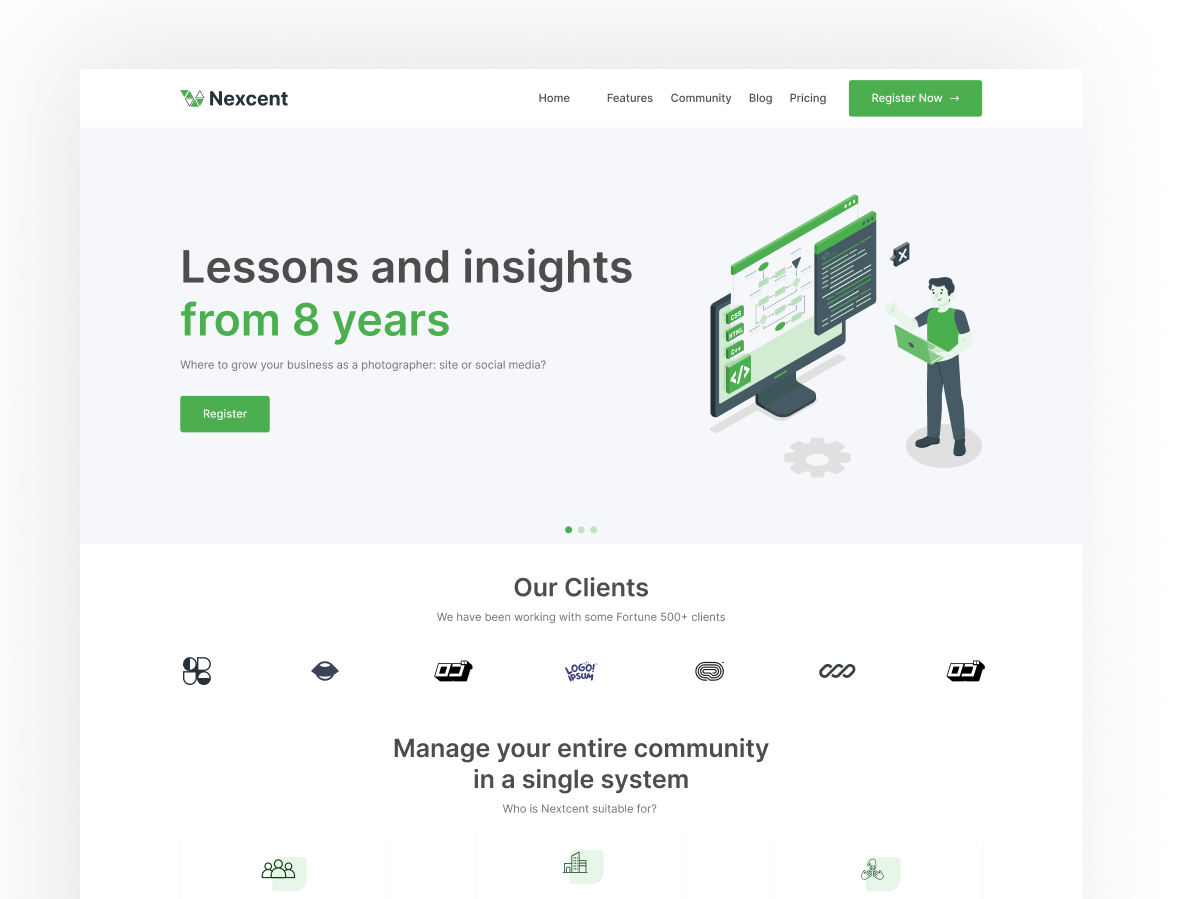 Nexcent
Home Features Community Blog Pricing Register Now →
Lessons and insights
from 8 years
Where to grow your business as a photographer: site or social media?
Register
CSS
HTML
C++
</>
</>
X
Our Clients
We have been working with some Fortune 500+ clients
LOGO!
IPSUM
Manage your entire community
in a single system
Who is Nextcent suitable for?